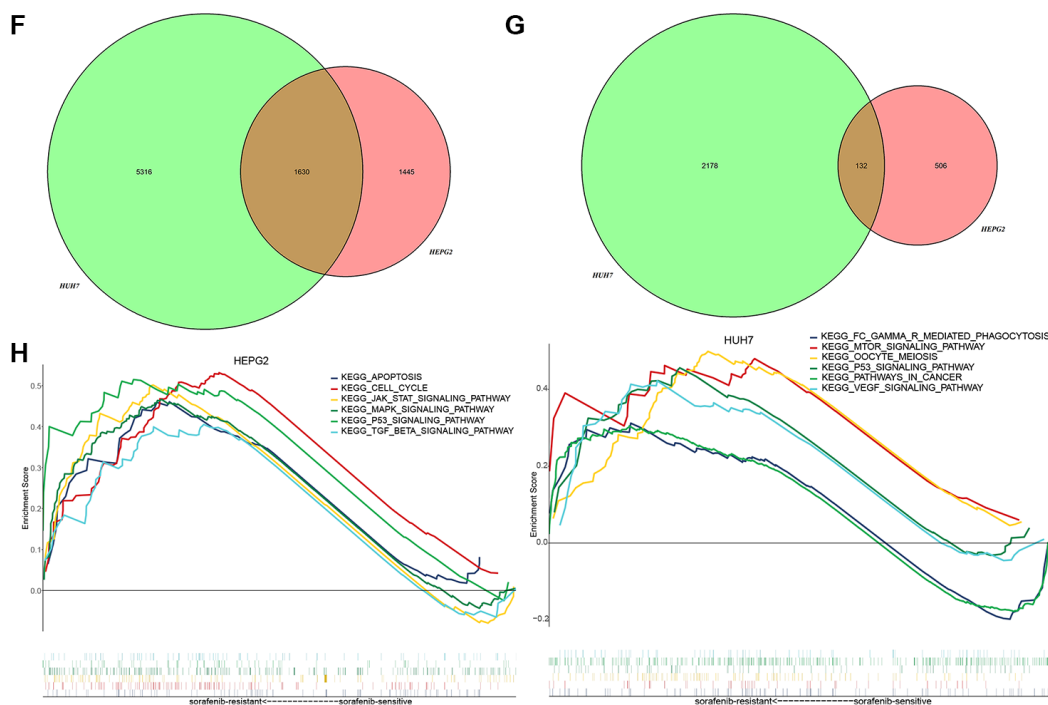 F
5316
1630
1445
HUH7
HEPG2
G
2178
132
506
HUH7
HEPG2
H
HEPG2
KEGG_APOPTOSIS
KEGG_CELL_CYCLE
KEGG_JAK_STAT_SIGNALING_PATHWAY
KEGG_MAPK_SIGNALING_PATHWAY
KEGG_P53_SIGNALING_PATHWAY
KEGG_TGF_BETA_SIGNALING_PATHWAY
Enrichment Score
0.5
0.4
0.3
0.2
0.1
0.0
sorafenib-resistant<--------------sorafenib-sensitive
HUH7
KEGG_FC_GAMMA_R_MEDIATED_PHAGOCYTOSIS
KEGG_MTOR_SIGNALING_PATHWAY
KEGG_OOCYTE_MEIOSIS
KEGG_P53_SIGNALING_PATHWAY
KEGG_PATHWAYS_IN_CANCER
KEGG_VEGF_SIGNALING_PATHWAY
Enrichment Score
0.4
0.2
0.0
−0.2
sorafenib-resistant<--------------sorafenib-sensitive